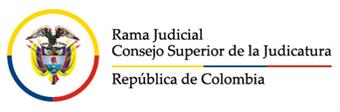 Rama Judicial
Consejo Superior de la Judicatura
República de Colombia